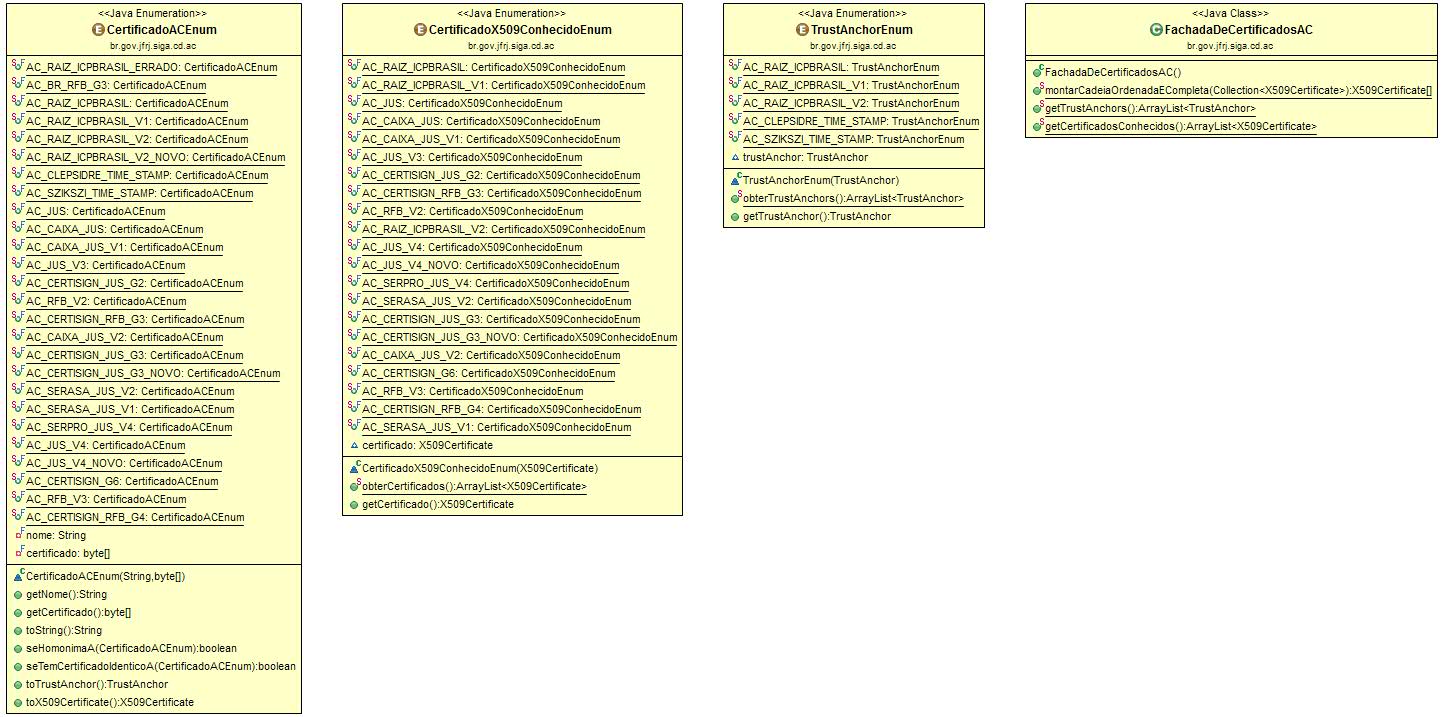 <<Java Enumeration>>
CertificadoACEnum
br.gov.jfrj.siga.cd.ac
AC_RAIZ_ICPBRASIL_ERRADO: CertificadoACEnum
AC_BR_RFB_G3: CertificadoACEnum
AC_RAIZ_ICPBRASIL: CertificadoACEnum
AC_RAIZ_ICPBRASIL_V1: CertificadoACEnum
AC_RAIZ_ICPBRASIL_V2: CertificadoACEnum
AC_RAIZ_ICPBRASIL_V2_NOVO: CertificadoACEnum
AC_CLEPSIDRE_TIME_STAMP: CertificadoACEnum
AC_SZIKSZI_TIME_STAMP: CertificadoACEnum
AC_JUS: CertificadoACEnum
AC_CAIXA_JUS: CertificadoACEnum
AC_CAIXA_JUS_V1: CertificadoACEnum
AC_JUS_V3: CertificadoACEnum
AC_CERTISIGN_JUS_G2: CertificadoACEnum
AC_RFB_V2: CertificadoACEnum
AC_CERTISIGN_RFB_G3: CertificadoACEnum
AC_CAIXA_JUS_V2: CertificadoACEnum
AC_CERTISIGN_JUS_G3: CertificadoACEnum
AC_CERTISIGN_JUS_G3_NOVO: CertificadoACEnum
AC_SERASA_JUS_V2: CertificadoACEnum
AC_SERASA_JUS_V1: CertificadoACEnum
AC_SERPRO_JUS_V4: CertificadoACEnum
AC_JUS_V4: CertificadoACEnum
AC_JUS_V4_NOVO: CertificadoACEnum
AC_CERTISIGN_G6: CertificadoACEnum
AC_RFB_V3: CertificadoACEnum
AC_CERTISIGN_RFB_G4: CertificadoACEnum
nome: String
certificado: byte[]
CertificadoACEnum(String,byte[])
getNome():String
getCertificado():byte[]
toString():String
seHomonimaA(CertificadoACEnum):boolean
seTemCertificadoIdenticoA(CertificadoACEnum):boolean
toTrustAnchor():TrustAnchor
toX509Certificate():X509Certificate
<<Java Enumeration>>
CertificadoX509ConhecidoEnum
br.gov.jfrj.siga.cd.ac
AC_RAIZ_ICPBRASIL: CertificadoX509ConhecidoEnum
AC_RAIZ_ICPBRASIL_V1: CertificadoX509ConhecidoEnum
AC_JUS: CertificadoX509ConhecidoEnum
AC_CAIXA_JUS: CertificadoX509ConhecidoEnum
AC_CAIXA_JUS_V1: CertificadoX509ConhecidoEnum
AC_JUS_V3: CertificadoX509ConhecidoEnum
AC_CERTISIGN_JUS_G2: CertificadoX509ConhecidoEnum
AC_CERTISIGN_RFB_G3: CertificadoX509ConhecidoEnum
AC_RFB_V2: CertificadoX509ConhecidoEnum
AC_RAIZ_ICPBRASIL_V2: CertificadoX509ConhecidoEnum
AC_JUS_V4: CertificadoX509ConhecidoEnum
AC_JUS_V4_NOVO: CertificadoX509ConhecidoEnum
AC_SERPRO_JUS_V4: CertificadoX509ConhecidoEnum
AC_SERASA_JUS_V2: CertificadoX509ConhecidoEnum
AC_CERTISIGN_JUS_G3: CertificadoX509ConhecidoEnum
AC_CERTISIGN_JUS_G3_NOVO: CertificadoX509ConhecidoEnum
AC_CAIXA_JUS_V2: CertificadoX509ConhecidoEnum
AC_CERTISIGN_G6: CertificadoX509ConhecidoEnum
AC_RFB_V3: CertificadoX509ConhecidoEnum
AC_CERTISIGN_RFB_G4: CertificadoX509ConhecidoEnum
AC_SERASA_JUS_V1: CertificadoX509ConhecidoEnum
certificado: X509Certificate
CertificadoX509ConhecidoEnum(X509Certificate)
obterCertificados():ArrayList<X509Certificate>
getCertificado():X509Certificate
<<Java Enumeration>>
TrustAnchorEnum
br.gov.jfrj.siga.cd.ac
AC_RAIZ_ICPBRASIL: TrustAnchorEnum
AC_RAIZ_ICPBRASIL_V1: TrustAnchorEnum
AC_RAIZ_ICPBRASIL_V2: TrustAnchorEnum
AC_CLEPSIDRE_TIME_STAMP: TrustAnchorEnum
AC_SZIKSZI_TIME_STAMP: TrustAnchorEnum
trustAnchor: TrustAnchor
TrustAnchorEnum(TrustAnchor)
obterTrustAnchors():ArrayList<TrustAnchor>
getTrustAnchor():TrustAnchor
<<Java Class>>
FachadaDeCertificadosAC
br.gov.jfrj.siga.cd.ac
FachadaDeCertificadosAC()
montarCadeiaOrdenadaECompleta(Collection<X509Certificate>):X509Certificate[]
getTrustAnchors():ArrayList<TrustAnchor>
getCertificadosConhecidos():ArrayList<X509Certificate>